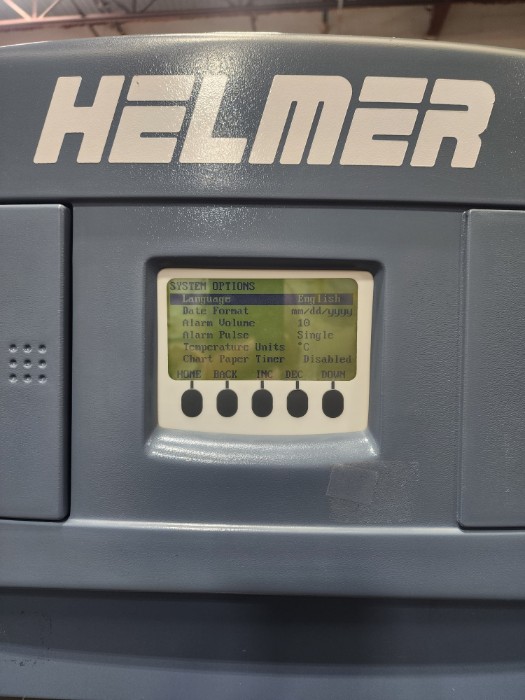 HELMER
SYSTEM OPTIONS
Language English
Date Format mm/dd/yyyy
Alarm Volume 10
Alarm Pulse Single
Temperature Units °C
Chart Paper Timer Disabled
HOME BACK INC DEC DOWN